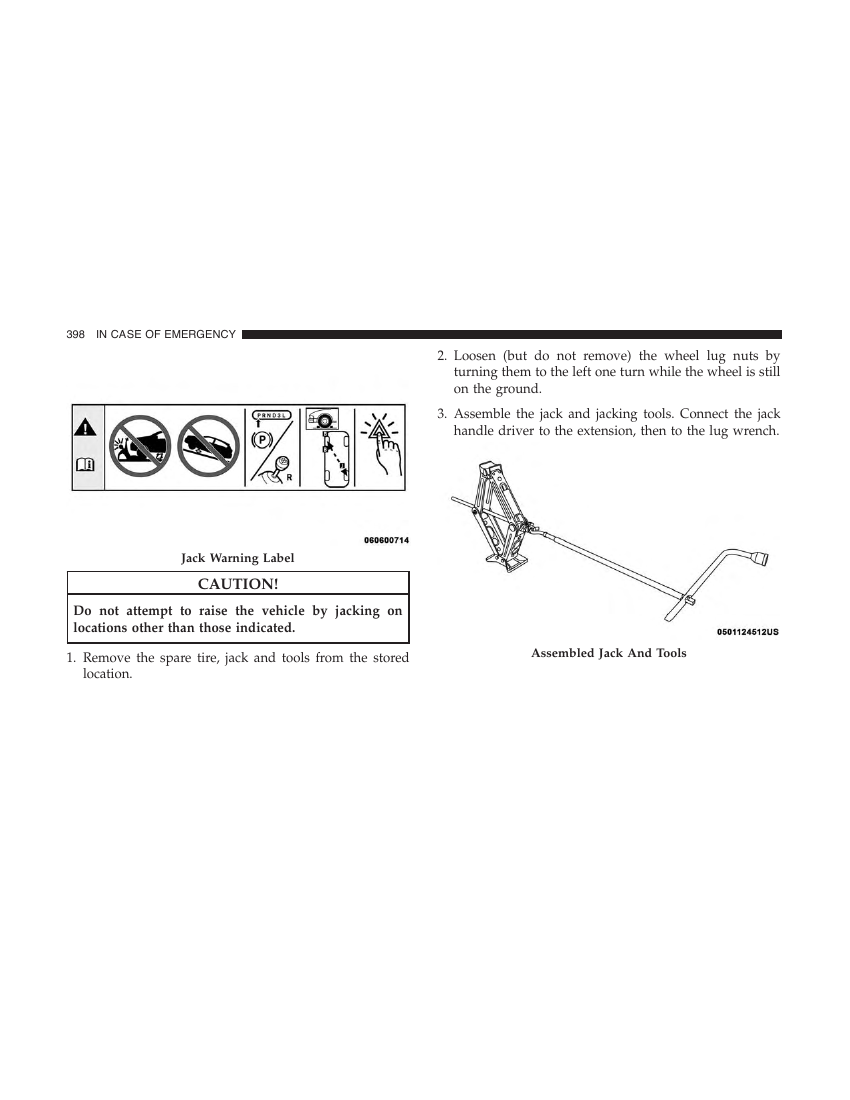 398 IN CASE OF EMERGENCY
PRND3L
P
R
060600714
Jack Warning Label
CAUTION!
Do not attempt to raise the vehicle by jacking on
locations other than those indicated.
1. Remove the spare tire, jack and tools from the stored
location.
2. Loosen (but do not remove) the wheel lug nuts by
turning them to the left one turn while the wheel is still
on the ground.
3. Assemble the jack and jacking tools. Connect the jack
handle driver to the extension, then to the lug wrench.
0501124512US
Assembled Jack And Tools